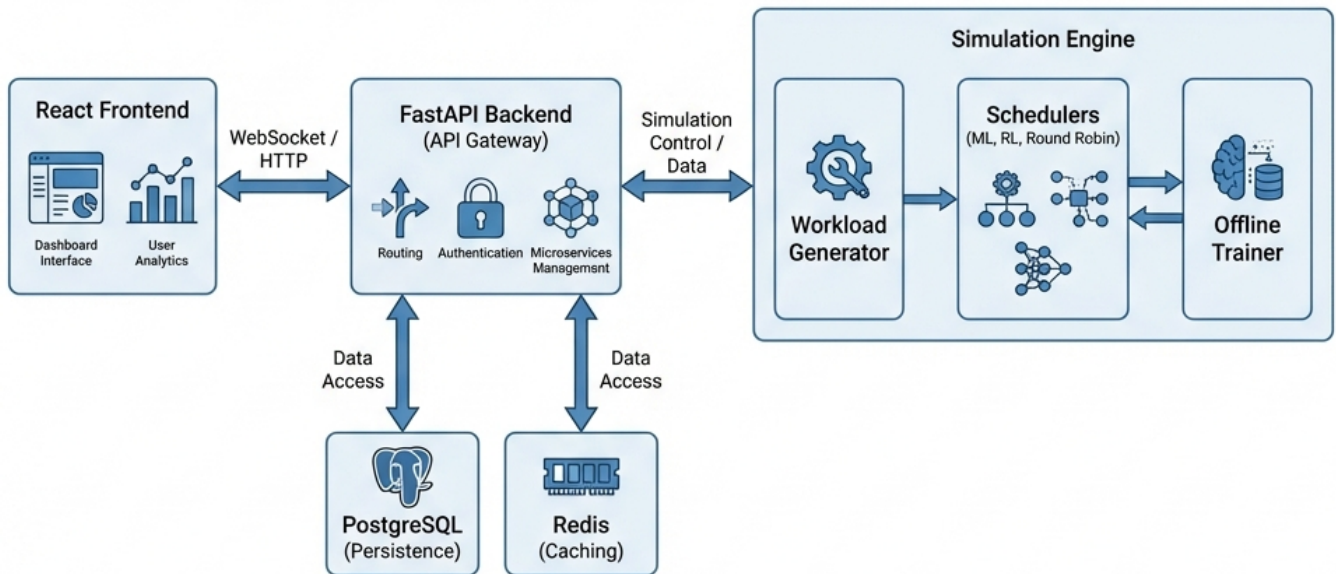 React Frontend
Dashboard
Interface
User
Analytics
WebSocket /
HTTP
FastAPI Backend
(API Gateway)
Routing
Authentication
Microservices
Managemsnt
Simulation
Control /
Data
Simulation Engine
Workload
Generator
Schedulers
(ML, RL, Round Robin)
Offline
Trainer
Data
Access
Data
Access
PostgreSQL
(Persistence)
Redis
(Caching)